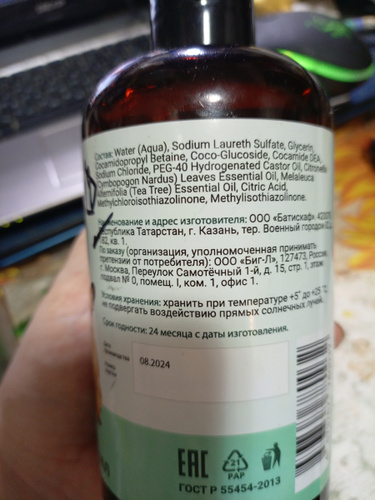 Состав: Water (Aqua), Sodium Laureth Sulfate, Glycerin,
Cocamidopropyl Betaine, Coco-Glucoside, Cocamide DEA,
Sodium Chloride, PEG-40 Hydrogenated Castor Oil, Citronella
(Cymbopogon Nardus) Leaves Essential Oil, Melaleuca
Alternifolia (Tea Tree) Essential Oil, Citric Acid,
Methylchloroisothiazolinone, Methylisothiazolinone.
Наименование и адрес изготовителя: ООО «Батискаф»,
Республика Татарстан, г. Казань, тер. Военный городок
кв. 1.
По заказу (организация, уполномоченная принимать
претензии от потребителя): ООО «Биг-Л», 127473, Россия,
г. Москва, Переулок Самотёчный 1-й, д. 15, стр. 1, этаж
подвал № 0, помещ. I, ком. 1, офис 1.
Условия хранения: хранить при температуре +5° до +25 °С,
не подвергать воздействию прямых солнечных лучей.
Срок годности: 24 месяца с даты изготовления.
Дата
производства
08.2024
EAC
21
PAP
ГОСТ Р 55454-2013